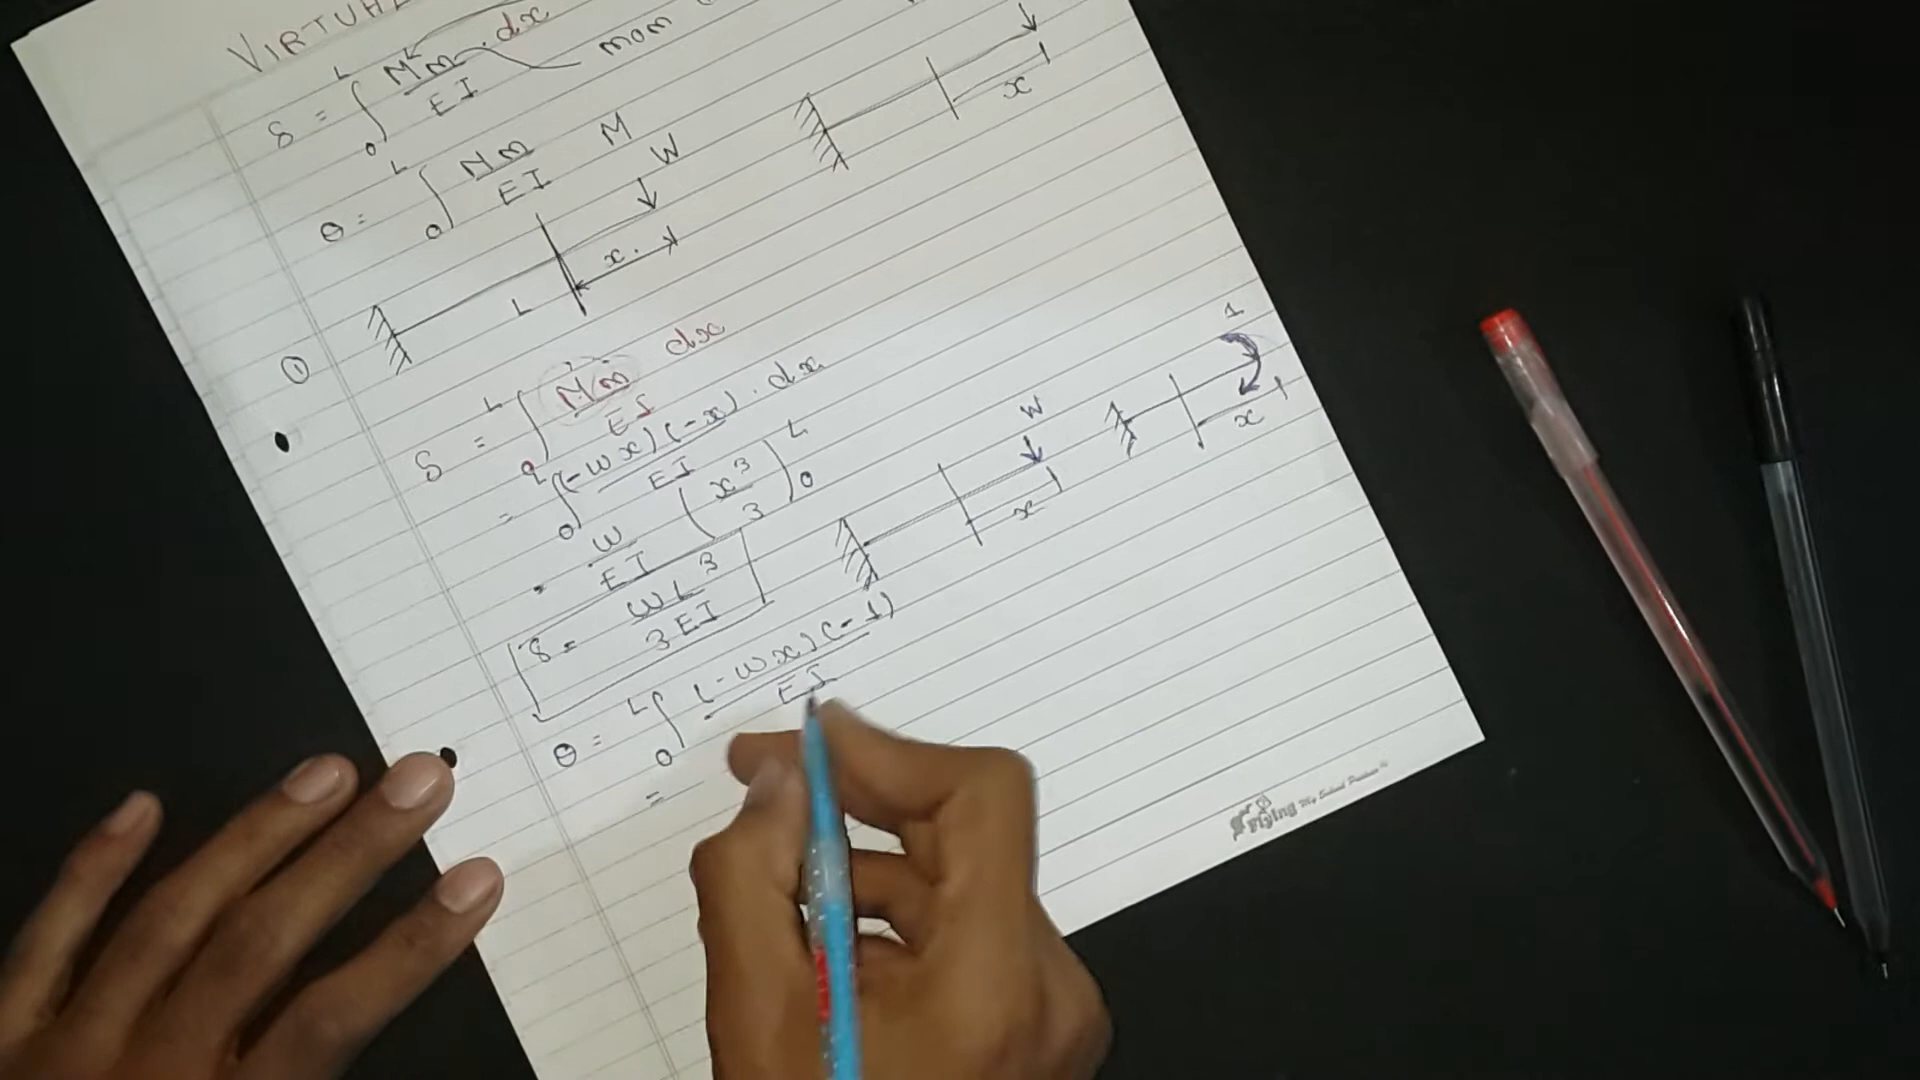 VIRTUAL
δ = ∫₀ᴸ Mm/EI . dx
mom
θ = ∫₀ᴸ Mm/EI M
W
x
x.
L
①
δ = ∫₀ᴸ Mm/EI dx
= ∫₀ᴸ (-wx)(-x)/EI . dx
1
x
W
x
= w/EI (x³/3)₀ᴸ
δ = wL³/3EI
θ = ∫₀ᴸ (-wx)(-1)/EI
=
Flying